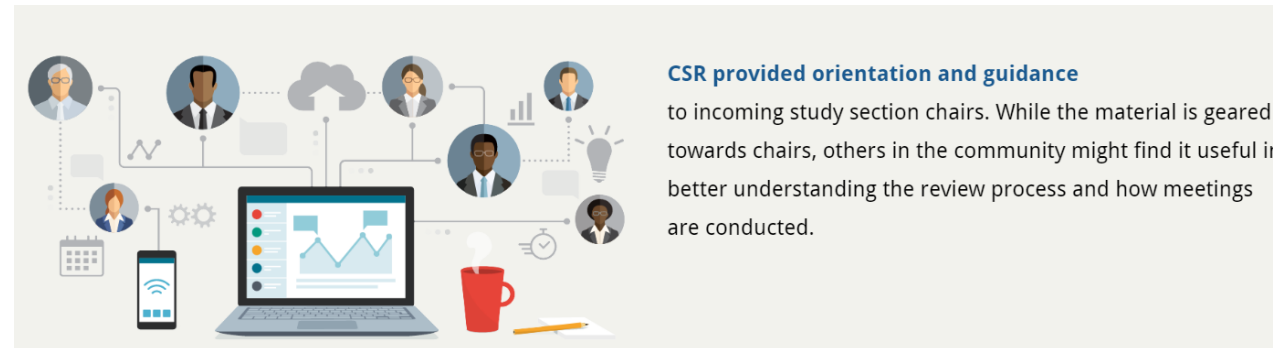 CSR provided orientation and guidance
to incoming study section chairs. While the material is geared
towards chairs, others in the community might find it useful in
better understanding the review process and how meetings
are conducted.